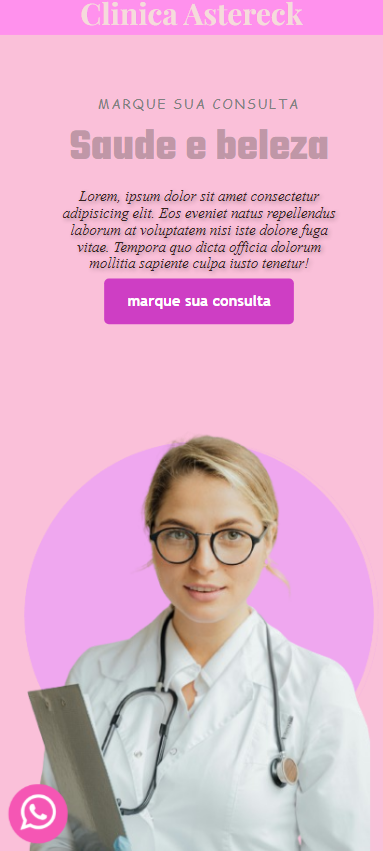 Clinica Astereck
MARQUE SUA CONSULTA
Saude e beleza
Lorem, ipsum dolor sit amet consectetur
adipisicing elit. Eos eveniet natus repellendus
laborum at voluptatem nisi iste dolore fuga
vitae. Tempora quo dicta officia dolorum
mollitia sapiente culpa iusto tenetur!
marque sua consulta